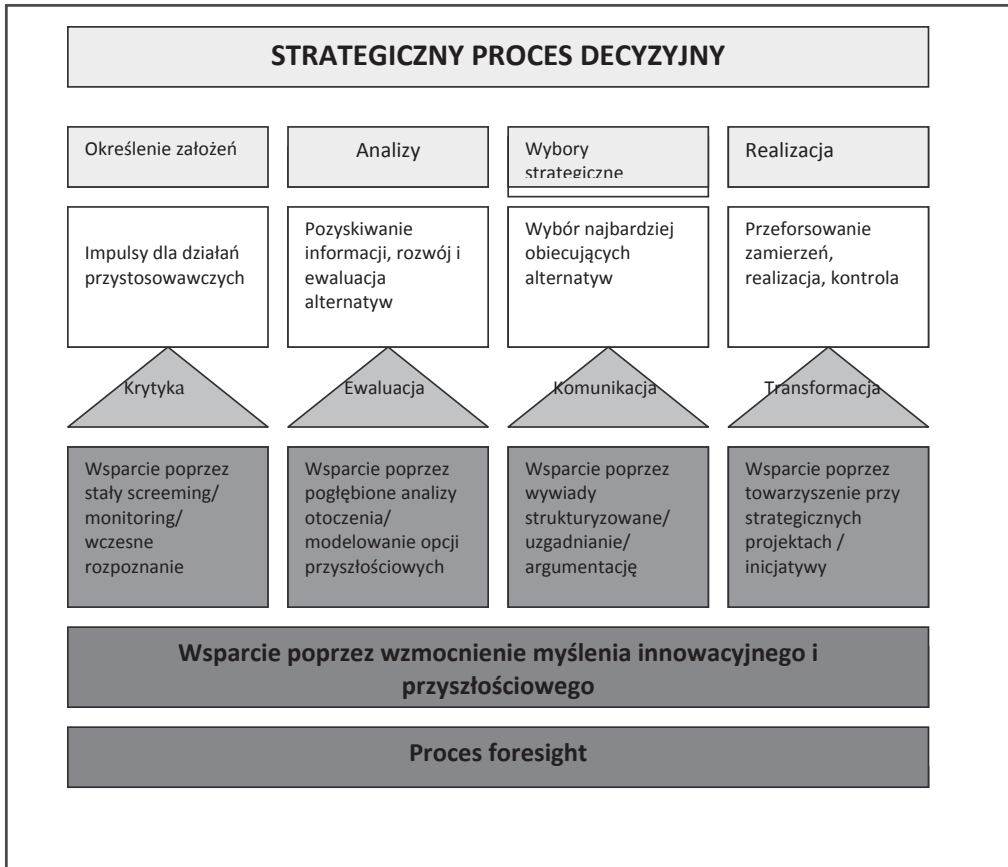 STRATEGICZNY PROCES DECYZYJNY
Określenie założeń
Analizy
Wybory
strategiczne
Realizacja
Impulsy dla działań
przystosowawczych
Pozyskiwanie
informacji, rozwój i
ewaluacja
alternatyw
Wybór najbardziej
obiecujących
alternatyw
Przeforsowanie
zamierzeń,
realizacja, kontrola
Krytyka
Ewaluacja
Komunikacja
Transformacja
Wsparcie poprzez
stały screeming/
monitoring/
wczesne
rozpoznanie
Wsparcie poprzez
pogłębione analizy
otoczenia/
modelowanie opcji
przyszłościowych
Wsparcie poprzez
wywiady
strukturyzowane/
uzgadnianie/
argumentację
Wsparcie poprzez
towarzyszenie przy
strategicznych
projektach /
inicjatywy
Wsparcie poprzez wzmocnienie myślenia innowacyjnego i
przyszłościowego
Proces foresight